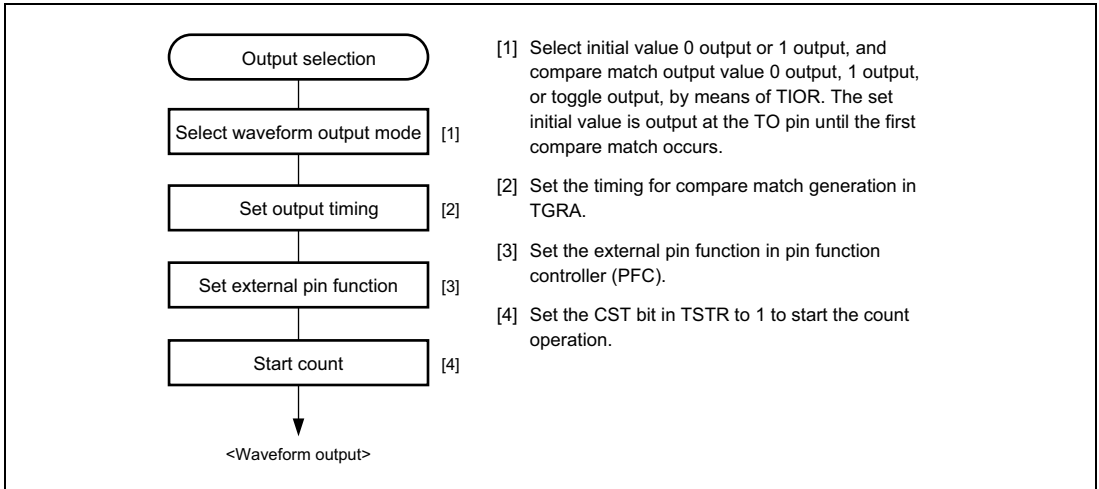 Output selection
Select waveform output mode [1]
Set output timing [2]
Set external pin function [3]
Start count [4]
<Waveform output>
[1] Select initial value 0 output or 1 output, and
compare match output value 0 output, 1 output,
or toggle output, by means of TIOR. The set
initial value is output at the TO pin until the first
compare match occurs.
[2] Set the timing for compare match generation in
TGRA.
[3] Set the external pin function in pin function
controller (PFC).
[4] Set the CST bit in TSTR to 1 to start the count
operation.